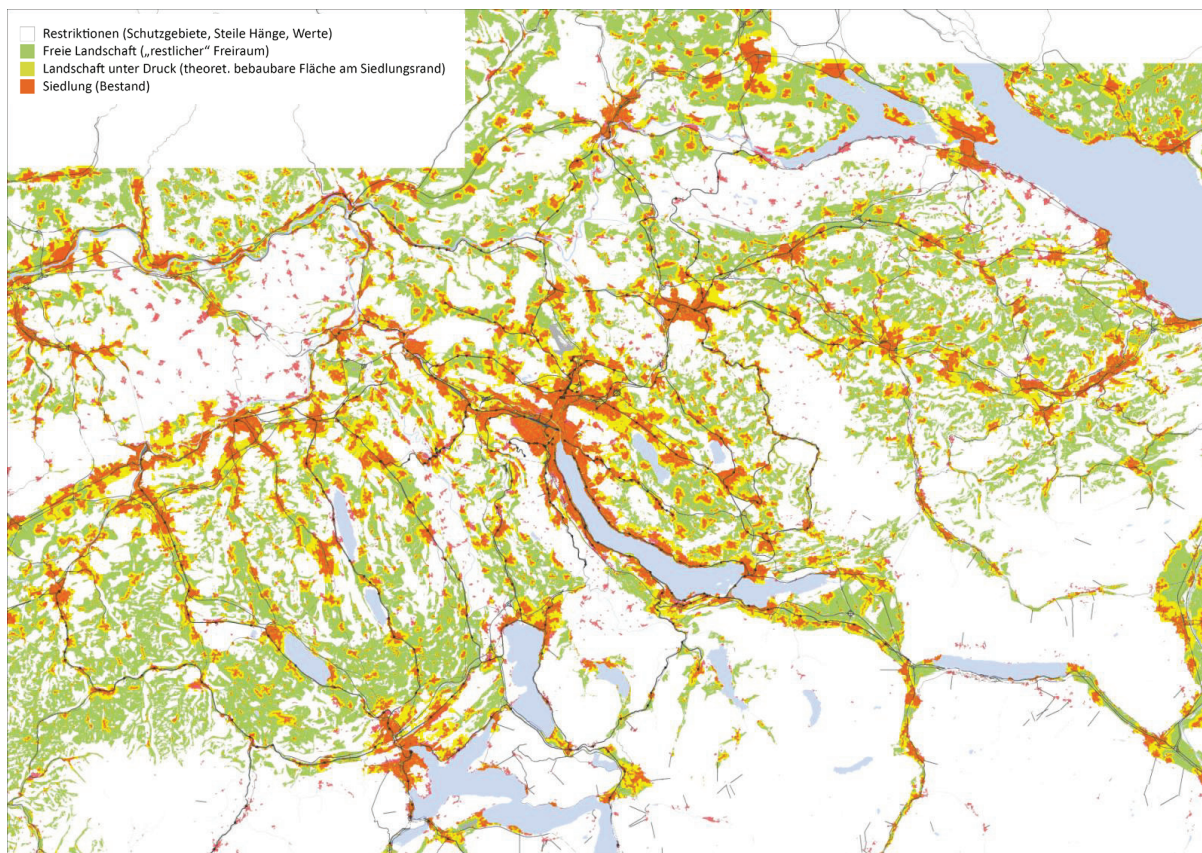 Restriktionen (Schutzgebiete, Steile Hänge, Werte)
Freie Landschaft („restlicher“ Freiraum)
Landschaft unter Druck (theoret. bebaubare Fläche am Siedlungsrand)
Siedlung (Bestand)